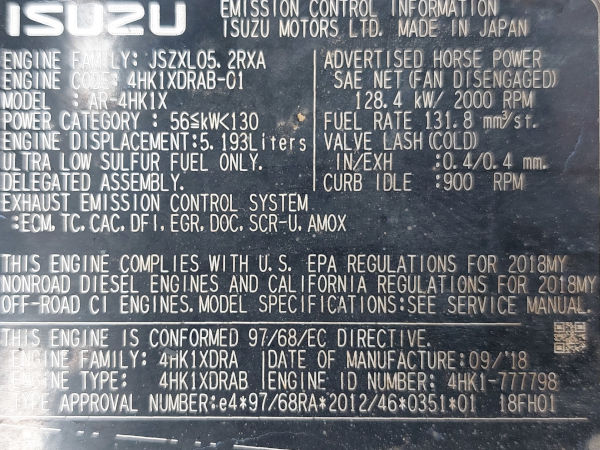 ISUZU
EMISSION CONTROL INFORMATION
ISUZU MOTORS LTD. MADE IN JAPAN
ENGINE FAMILY: JSZXL05.2RXA
ENGINE CODE: 4HK1XDRAB-01
MODEL : AR-4HK1X
POWER CATEGORY : 56≦kW<130
ENGINE DISPLACEMENT:5.193Liters
ULTRA LOW SULFUR FUEL ONLY.
DELEGATED ASSEMBLY.
ADVERTISED HORSE POWER
SAE NET(FAN DISENGAGED)
128.4 kW/ 2000 RPM
FUEL RATE 131.8 mm³/st.
VALVE LASH(COLD)
IN/EXH :0.4/0.4 mm.
CURB IDLE :900 RPM
EXHAUST EMISSION CONTROL SYSTEM
:ECM,TC,CAC,DFI,EGR,DOC,SCR-U,AMOX
THIS ENGINE COMPLIES WITH U.S. EPA REGULATIONS FOR 2018MY
NONROAD DIESEL ENGINES AND CALIFORNIA REGULATIONS FOR 2018MY
OFF-ROAD CI ENGINES.MODEL SPECIFICATIONS:SEE SERVICE MANUAL.
THIS ENGINE IS CONFORMED 97/68/EC DIRECTIVE.
ENGINE FAMILY: 4HK1XDRA DATE OF MANUFACTURE:09/'18
ENGINE TYPE: 4HK1XDRAB ENGINE ID NUMBER: 4HK1-777798
TYPE APPROVAL NUMBER:e4*97/68RA*2012/46*0351*01 18FH01